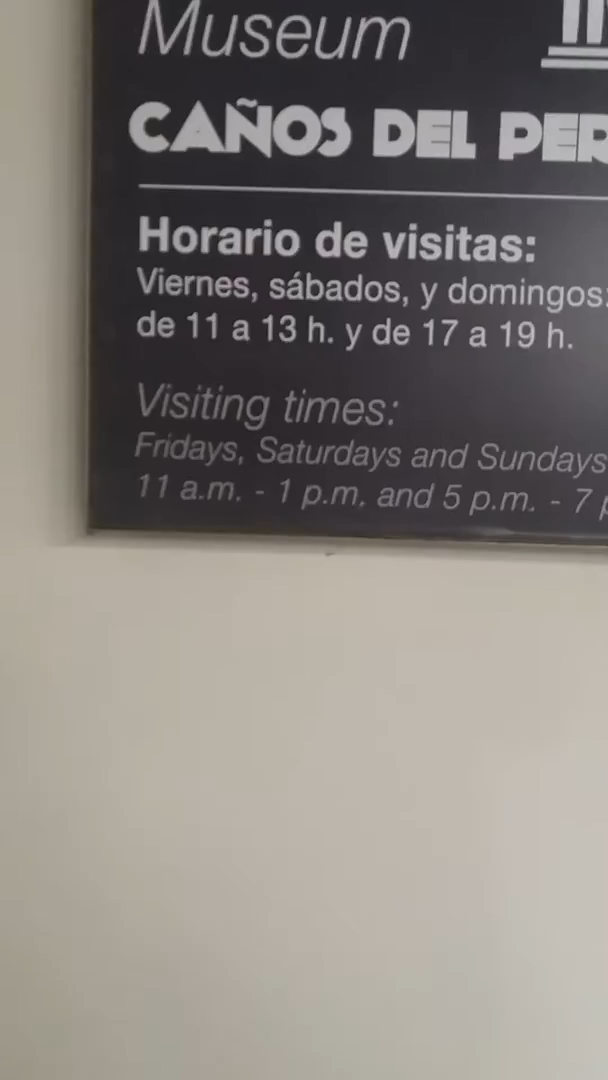 Museum
CAÑOS DEL PER
Horario de visitas:
Viernes, sábados, y domingos:
de 11 a 13 h. y de 17 a 19 h.
Visiting times:
Fridays, Saturdays and Sundays
11 a.m. - 1 p.m. and 5 p.m. - 7 p